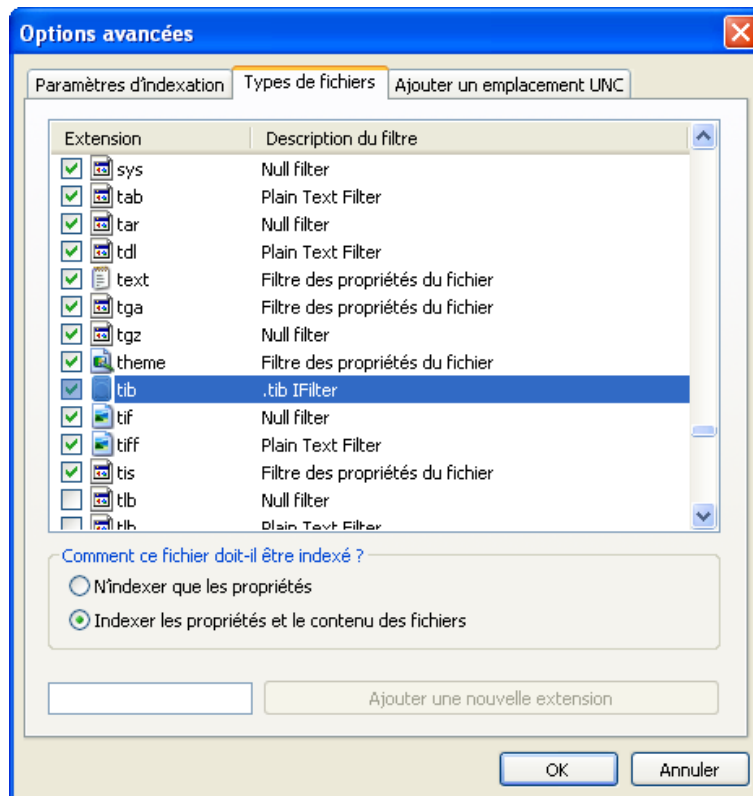 Options avancées
Paramètres d'indexation Types de fichiers Ajouter un emplacement UNC
Extension Description du filtre
sys Null filter
tab Plain Text Filter
tar Null filter
tdl Plain Text Filter
text Filtre des propriétés du fichier
tga Filtre des propriétés du fichier
tgz Null filter
theme Filtre des propriétés du fichier
tib .tib IFilter
tif Null filter
tiff Plain Text Filter
tis Filtre des propriétés du fichier
tlb Null filter
tlh Plain Text Filter
Comment ce fichier doit-il être indexé ?
N'indexer que les propriétés
Indexer les propriétés et le contenu des fichiers
Ajouter une nouvelle extension
OK Annuler